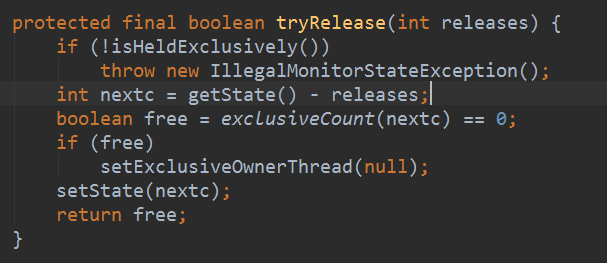 protected final boolean tryRelease(int releases) {
    if (!isHeldExclusively())
        throw new IllegalMonitorStateException();
    int nextc = getState() - releases;
    boolean free = exclusiveCount(nextc) == 0;
    if (free)
        setExclusiveOwnerThread(null);
    setState(nextc);
    return free;
}